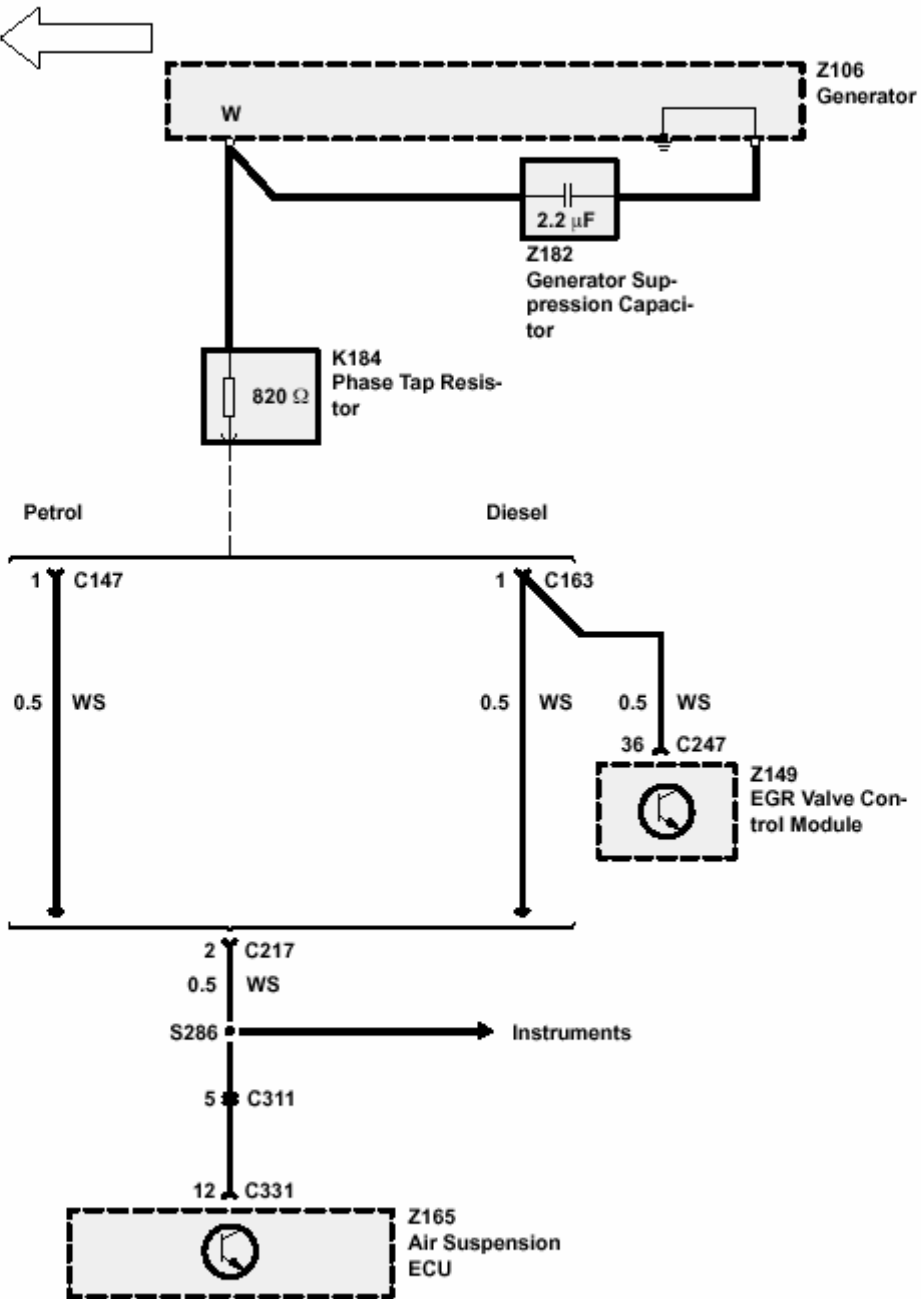 Z106
Generator
W
2.2 µF
Z182
Generator Sup-
pression Capaci-
tor
K184
Phase Tap Resis-
tor
820 Ω
Petrol
Diesel
1 C147
1 C163
0.5 WS
0.5 WS
0.5 WS
36 C247
Z149
EGR Valve Con-
trol Module
2 C217
0.5 WS
S286
Instruments
5 C311
12 C331
Z165
Air Suspension
ECU